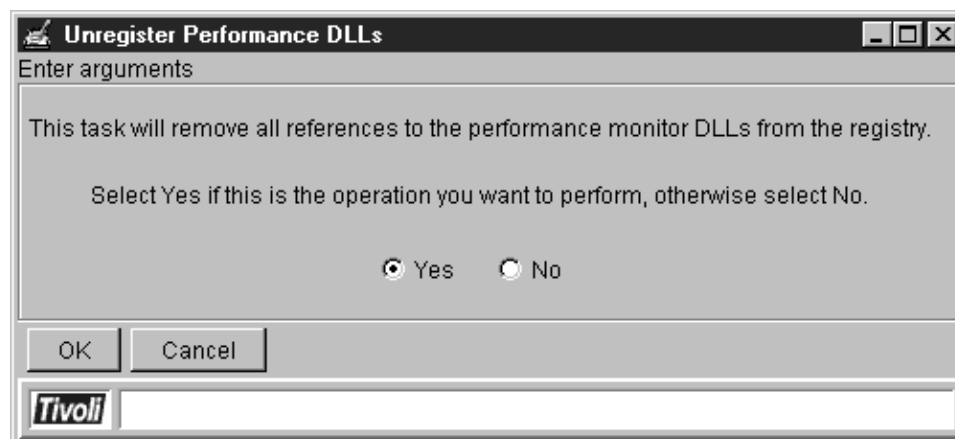 Unregister Performance DLLs
Enter arguments
This task will remove all references to the performance monitor DLLs from the registry.
Select Yes if this is the operation you want to perform, otherwise select No.
Yes No
OK Cancel
Tivoli